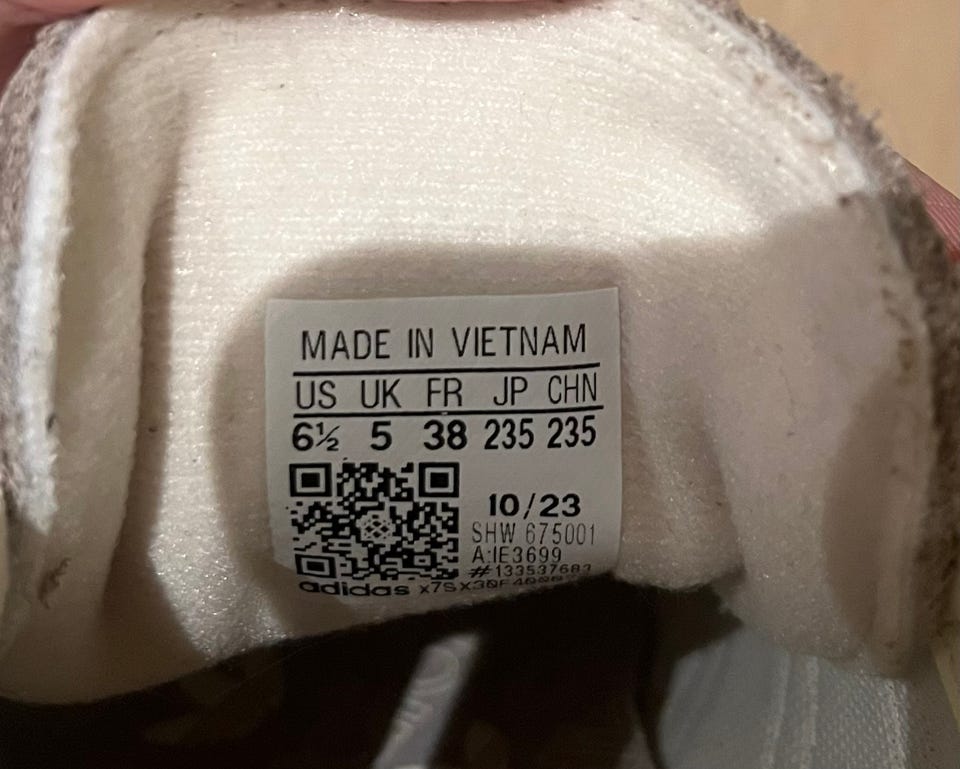 MADE IN VIETNAM
US UK FR JP CHN
6½ 5 38 235 235
10/23
SHW 675001
A:IE3699
#133537683
adidas